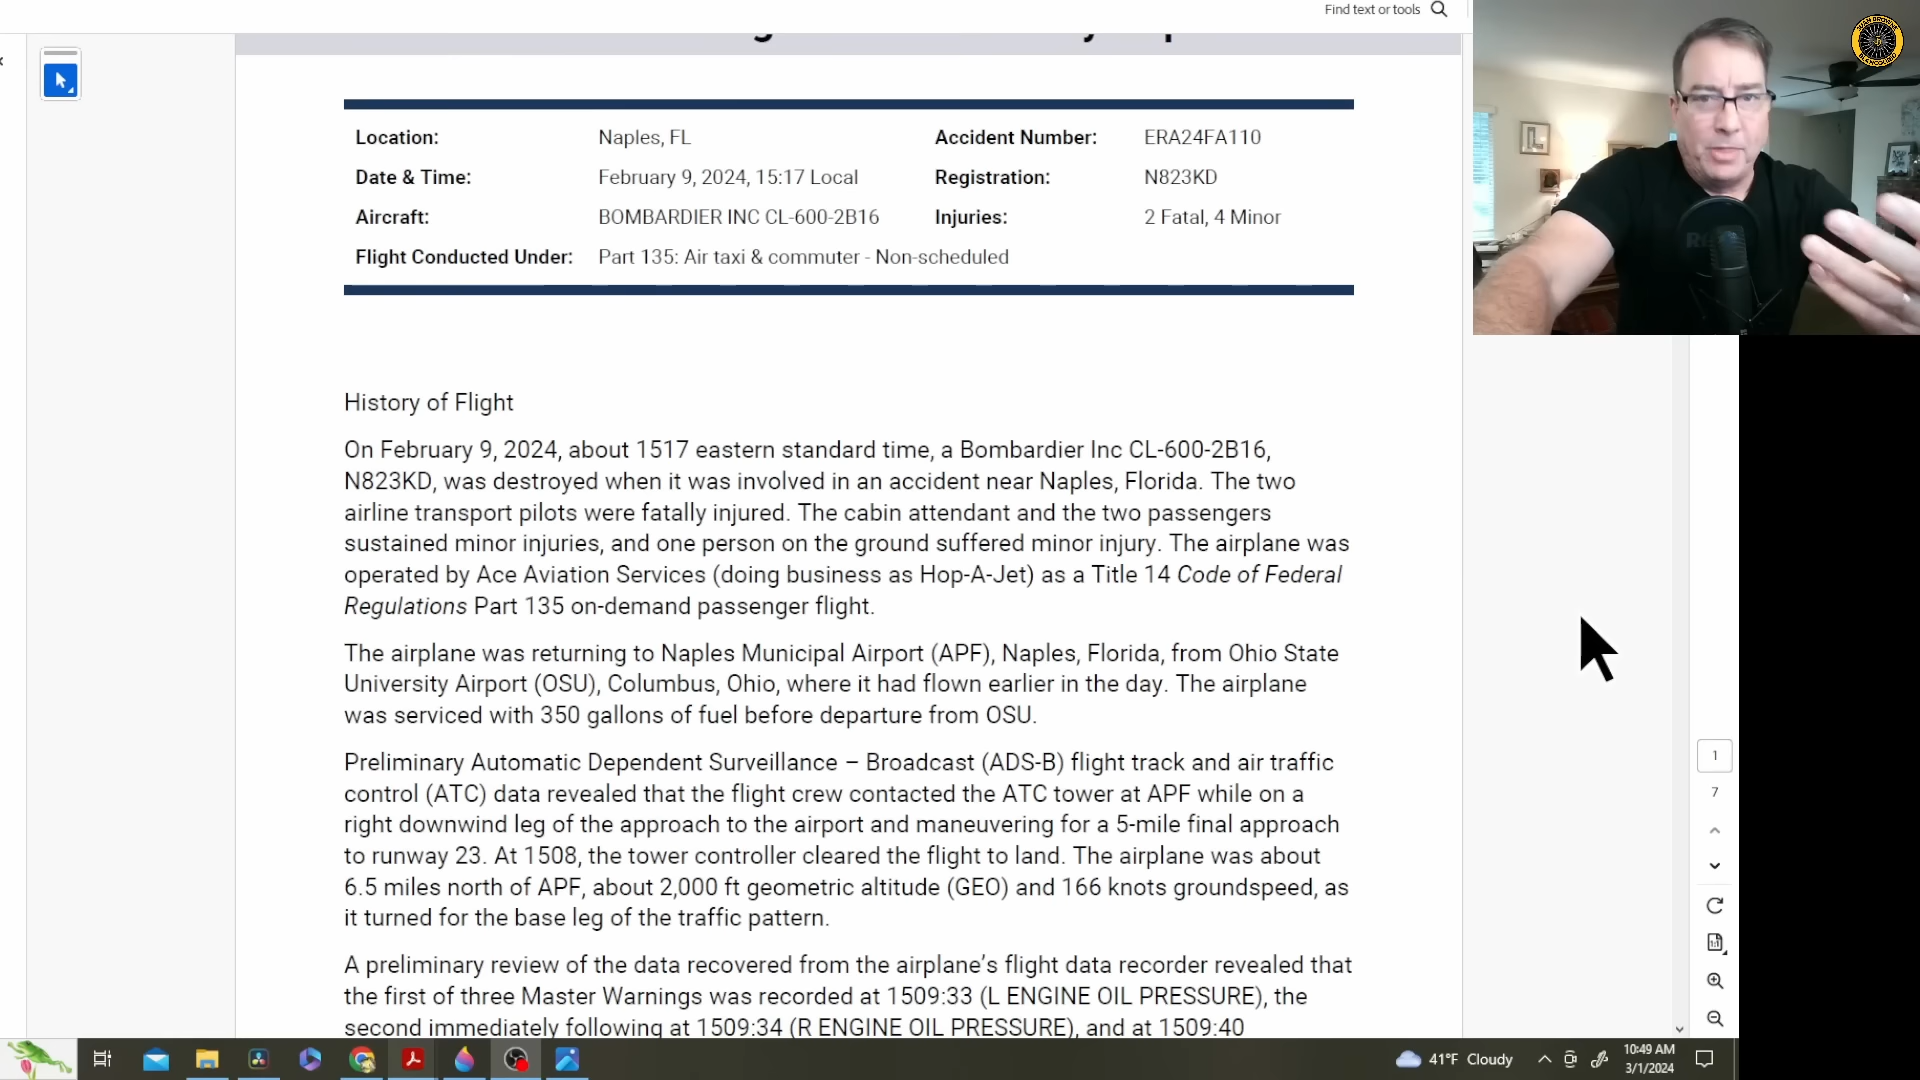 Find text or tools
Location: Naples, FL Accident Number: ERA24FA110
Date & Time: February 9, 2024, 15:17 Local Registration: N823KD
Aircraft: BOMBARDIER INC CL-600-2B16 Injuries: 2 Fatal, 4 Minor
Flight Conducted Under: Part 135: Air taxi & commuter - Non-scheduled
History of Flight
On February 9, 2024, about 1517 eastern standard time, a Bombardier Inc CL-600-2B16,
N823KD, was destroyed when it was involved in an accident near Naples, Florida. The two
airline transport pilots were fatally injured. The cabin attendant and the two passengers
sustained minor injuries, and one person on the ground suffered minor injury. The airplane was
operated by Ace Aviation Services (doing business as Hop-A-Jet) as a Title 14 Code of Federal
Regulations Part 135 on-demand passenger flight.
The airplane was returning to Naples Municipal Airport (APF), Naples, Florida, from Ohio State
University Airport (OSU), Columbus, Ohio, where it had flown earlier in the day. The airplane
was serviced with 350 gallons of fuel before departure from OSU.
Preliminary Automatic Dependent Surveillance – Broadcast (ADS-B) flight track and air traffic
control (ATC) data revealed that the flight crew contacted the ATC tower at APF while on a
right downwind leg of the approach to the airport and maneuvering for a 5-mile final approach
to runway 23. At 1508, the tower controller cleared the flight to land. The airplane was about
6.5 miles north of APF, about 2,000 ft geometric altitude (GEO) and 166 knots groundspeed, as
it turned for the base leg of the traffic pattern.
A preliminary review of the data recovered from the airplane’s flight data recorder revealed that
the first of three Master Warnings was recorded at 1509:33 (L ENGINE OIL PRESSURE), the
second immediately following at 1509:34 (R ENGINE OIL PRESSURE), and at 1509:40
1
7
41°F Cloudy
10:49 AM
3/1/2024